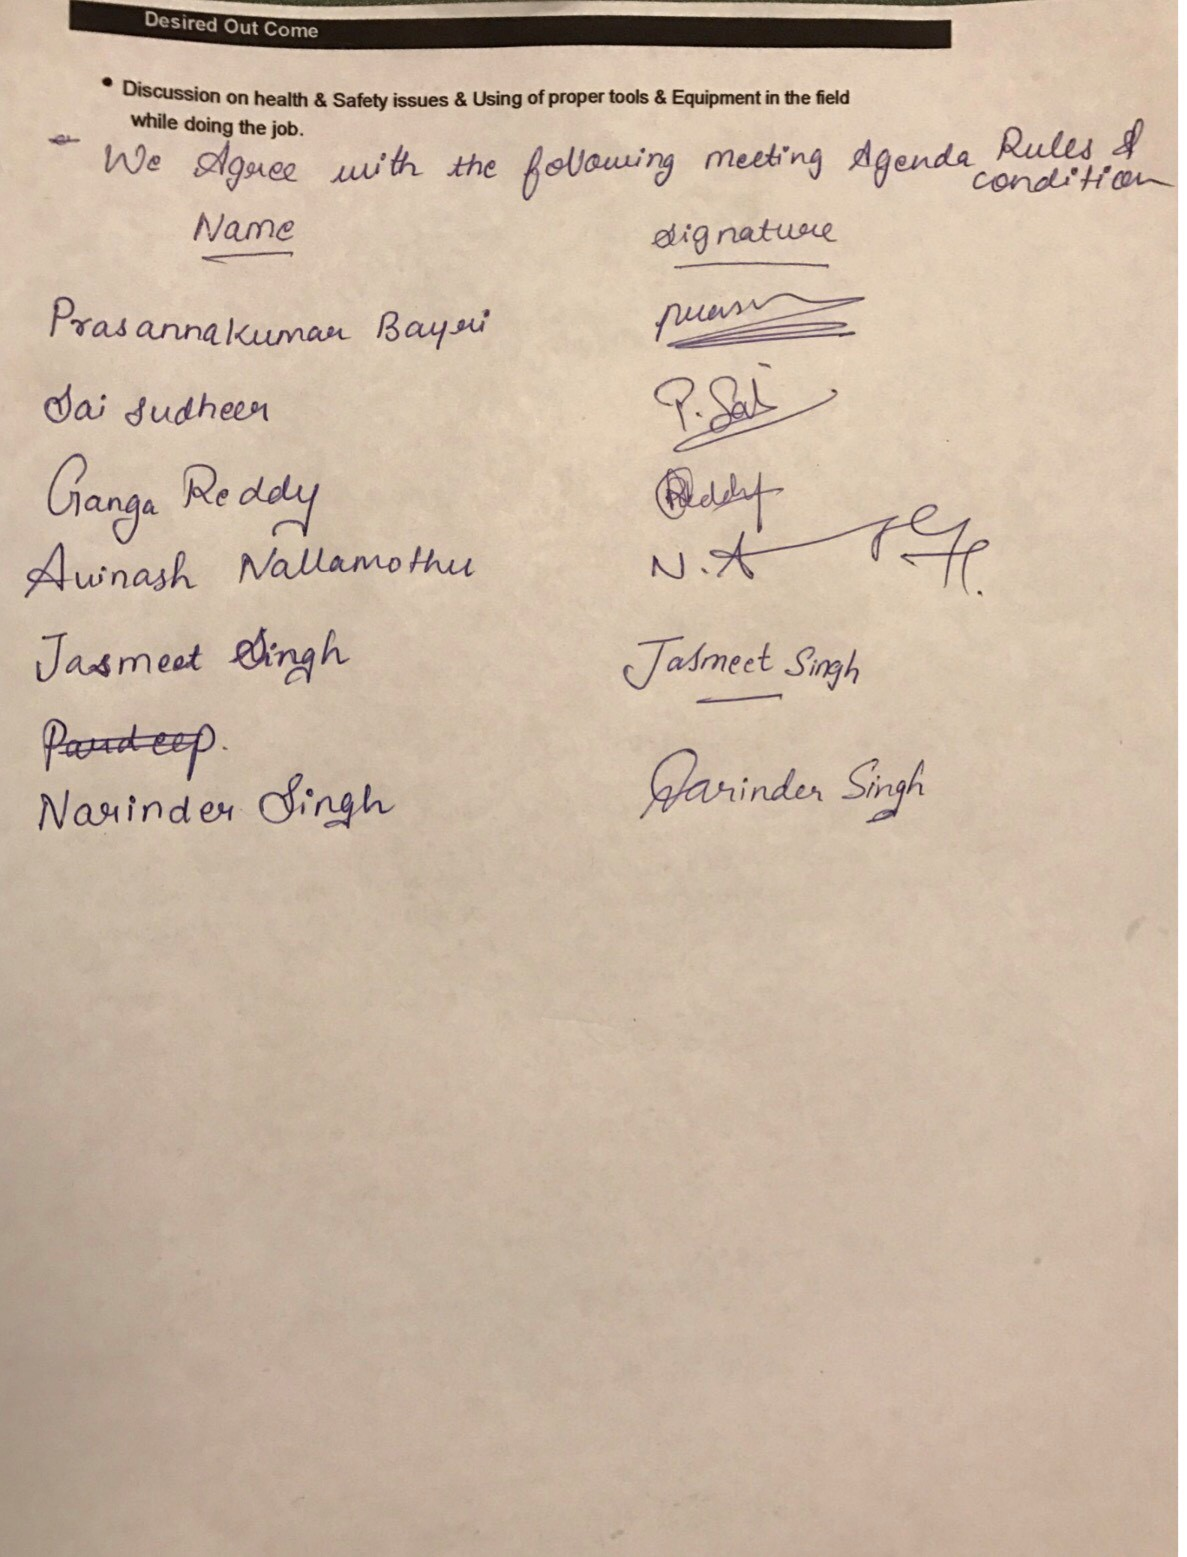 Desired Out Come
• Discussion on health & Safety issues & Using of proper tools & Equipment in the field
while doing the job.
- We Agree with the following meeting Agenda Rules &
condition
Name Signature
Prasannakumar Bayri
Sai Sudheer P. Sai
Ganga Reddy Reddy
Avinash Nallamothu N. A
Jasmeet Singh Jasmeet Singh
Pardeep.
Narinder Singh Narinder Singh